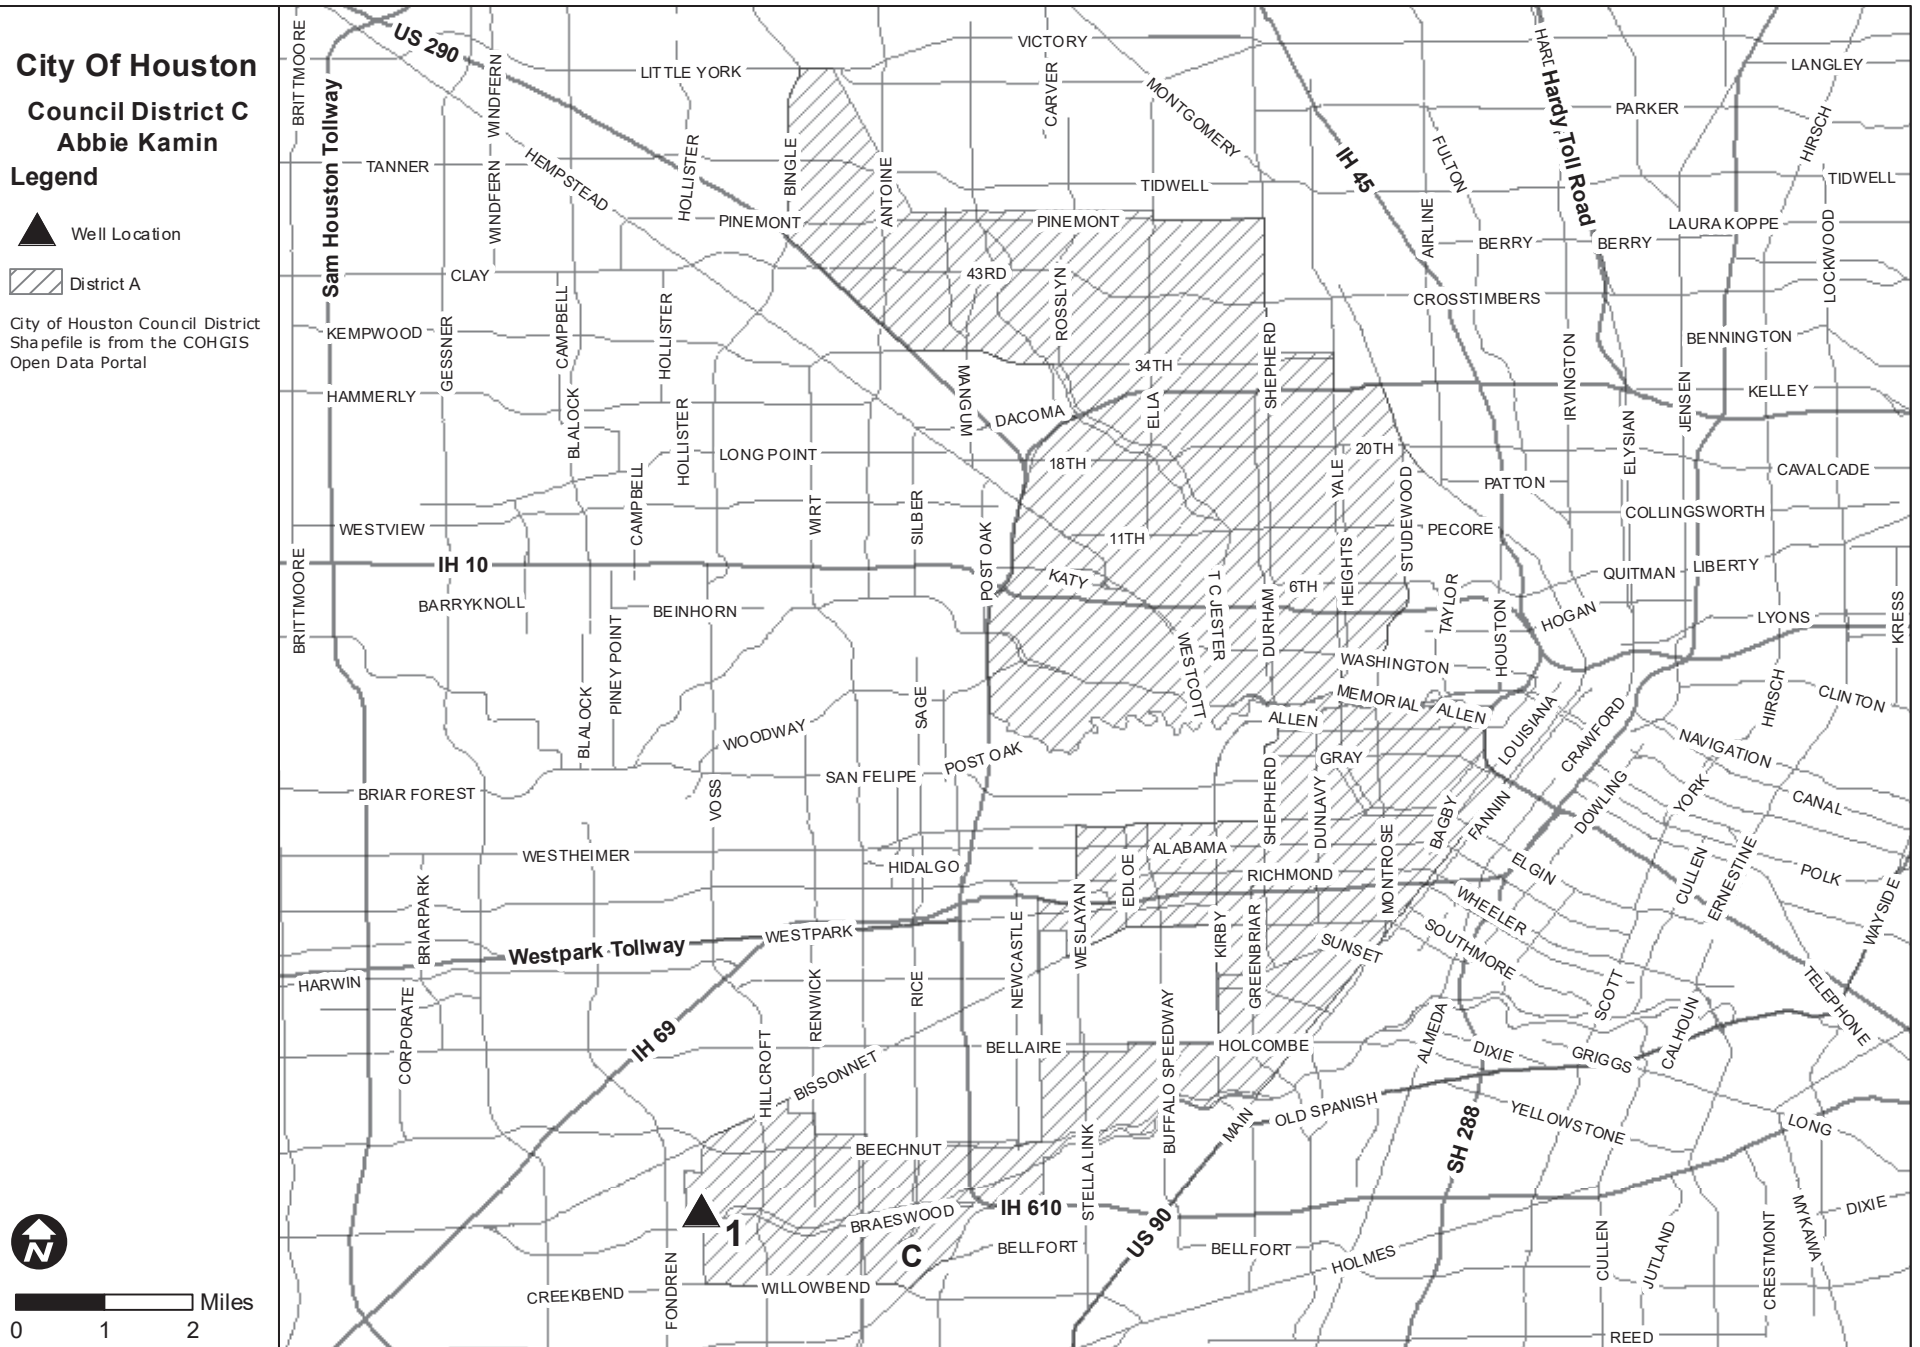 City Of Houston
Council District C
Abbie Kamin
Legend
Well Location
District A
City of Houston Council District
Shapefile is from the COHGIS
Open Data Portal
N
Miles
0 1 2
US 290
VICTORY
LITTLE YORK
CARVER
MONTGOMERY
HARDY
Hardy Toll Road
LANGLEY
PARKER
HIRSCH
BRITTMOORE
Sam Houston Tollway
WINDFERN
WINDFERN
WINDFERN
TANNER
HEMPSTEAD
HOLLISTER
BINGLE
ANTOINE
TIDWELL
IH 45
FULTON
TIDWELL
PINEMONT
PINEMONT
AIRLINE
BERRY
BERRY
LAURA KOPPE
LOCKWOOD
CLAY
43RD
ROSSLYN
CROSSTIMBERS
KEMPWOOD
GESSNER
CAMPBELL
HOLLISTER
SHEPHERD
IRVINGTON
BENNINGTON
34TH
HAMMERLY
BLALOCK
HOLLISTER
MANGUM
DACOMA
ELLA
ELYSIAN
JENSEN
KELLEY
LONG POINT
18TH
20TH
CAVALCADE
CAMPBELL
YALE
STUDEWOOD
PATTON
WESTVIEW
WIRT
SILBER
POST OAK
11TH
PECORE
COLLINGSWORTH
IH 10
KATY
T C JESTER
6TH
HEIGHTS
QUITMAN
LIBERTY
BRITTMOORE
BARRYKNOLL
BEINHORN
PINEY POINT
DURHAM
TAYLOR
HOUSTON
HOGAN
LYONS
KRESS
WESTCOTT
WASHINGTON
MEMORIAL
ALLEN
ALLEN
BLALOCK
SAGE
WOODWAY
POST OAK
SAN FELIPE
GRAY
LOUISIANA
CRAWFORD
HIRSCH
CLINTON
NAVIGATION
BRIAR FOREST
VOSS
SHEPHERD
DUNLAVY
MONTROSE
BAGBY
FANNIN
DOWLING
YORK
CANAL
WESTHEIMER
HIDALGO
ALABAMA
EDLOE
RICHMOND
ELGIN
CULLEN
ERNESTINE
POLK
WAYSIDE
BRIARPARK
Westpark Tollway
WESTPARK
NEWCASTLE
WESLAYAN
KIRBY
GREENBRIAR
SUNSET
WHEELER
SOUTHMORE
HARWIN
CORPORATE
RENWICK
RICE
BUFFALO SPEEDWAY
ALMEDA
SCOTT
CALHOUN
TELEPHONE
IH 69
HILLCROFT
BISSONNET
BELLAIRE
HOLCOMBE
DIXIE
GRIGGS
BEECHNUT
STELLA LINK
MAIN
OLD SPANISH
SH 288
YELLOWSTONE
LONG
1
BRAESWOOD
C
IH 610
US 90
BELLFORT
BELLFORT
HOLMES
CULLEN
JUTLAND
CRESTMONT
MYKAWA
DIXIE
CREEKBEND
FONDREN
WILLOWBEND
REED